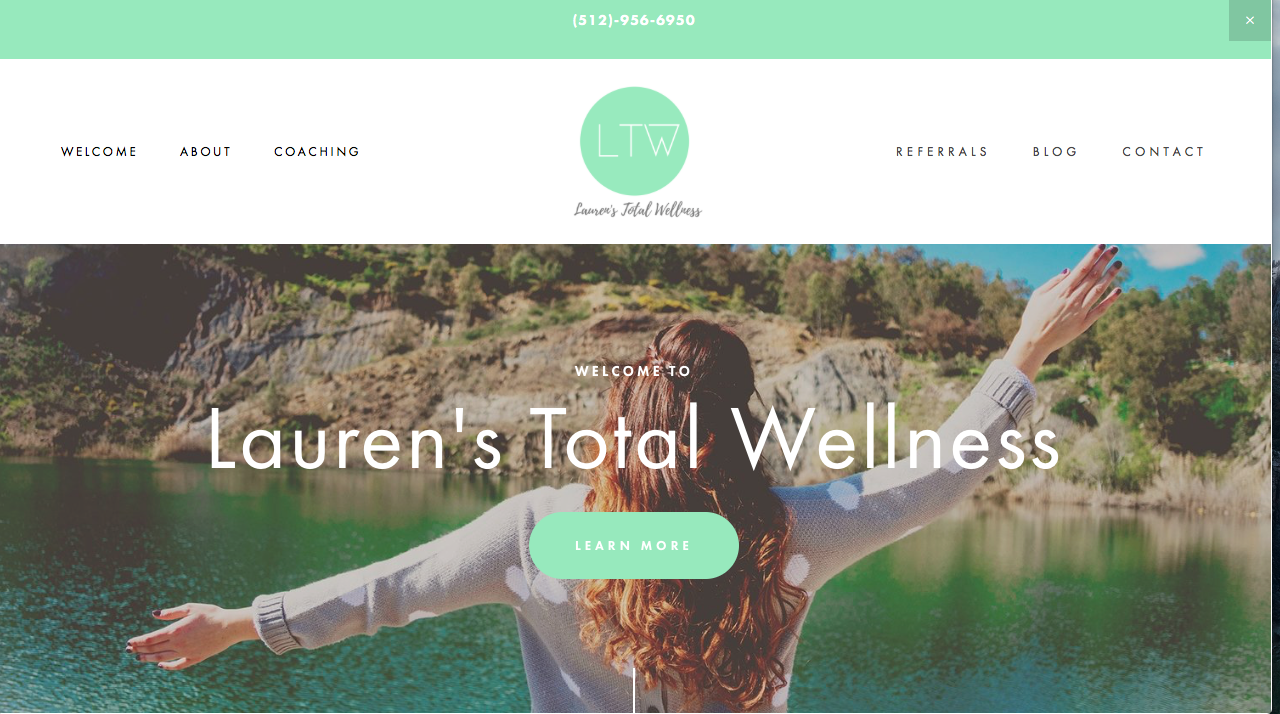 (512)-956-6950
×
WELCOME ABOUT COACHING
LTW
Lauren's Total Wellness
REFERRALS BLOG CONTACT
WELCOME TO
Lauren's Total Wellness
LEARN MORE